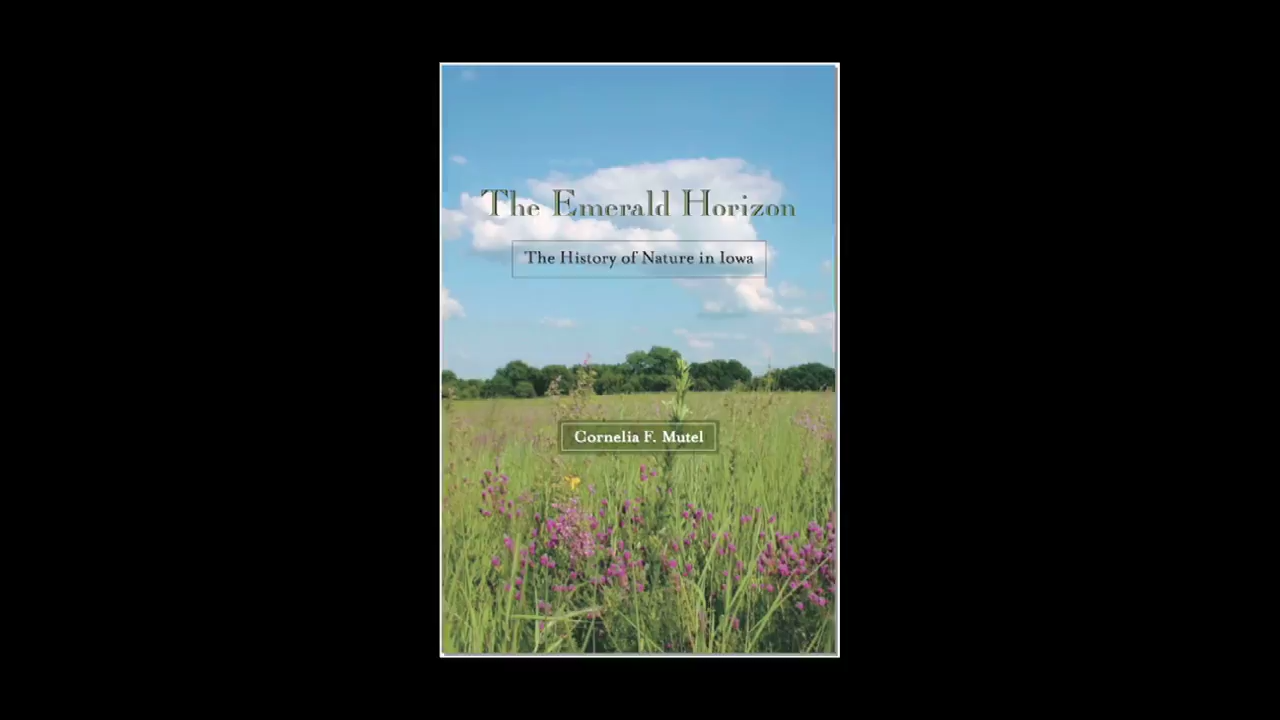 The Emerald Horizon
The History of Nature in Iowa
Cornelia F. Mutel